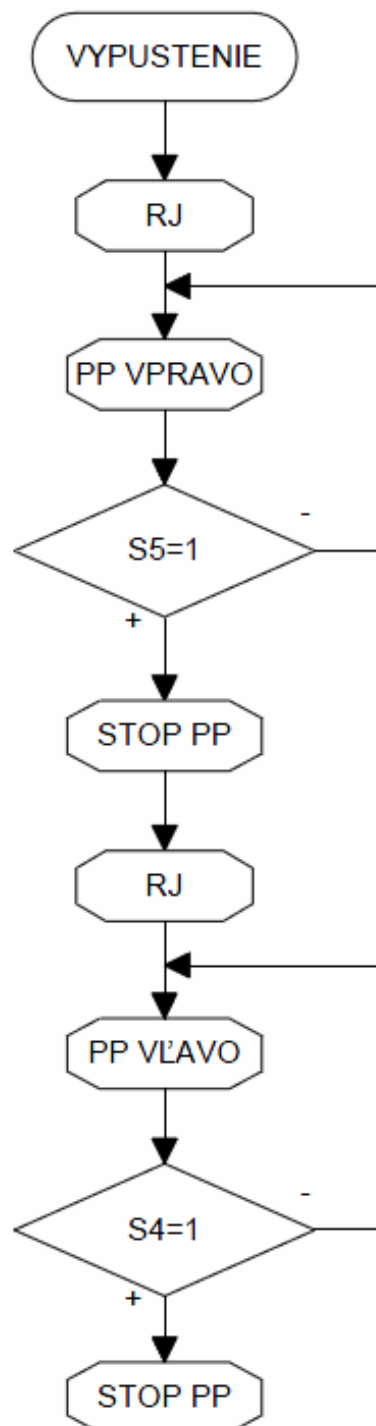 VYPUSTENIE
RJ
PP VPRAVO
-
S5=1
+
STOP PP
RJ
PP VĽAVO
-
S4=1
+
STOP PP